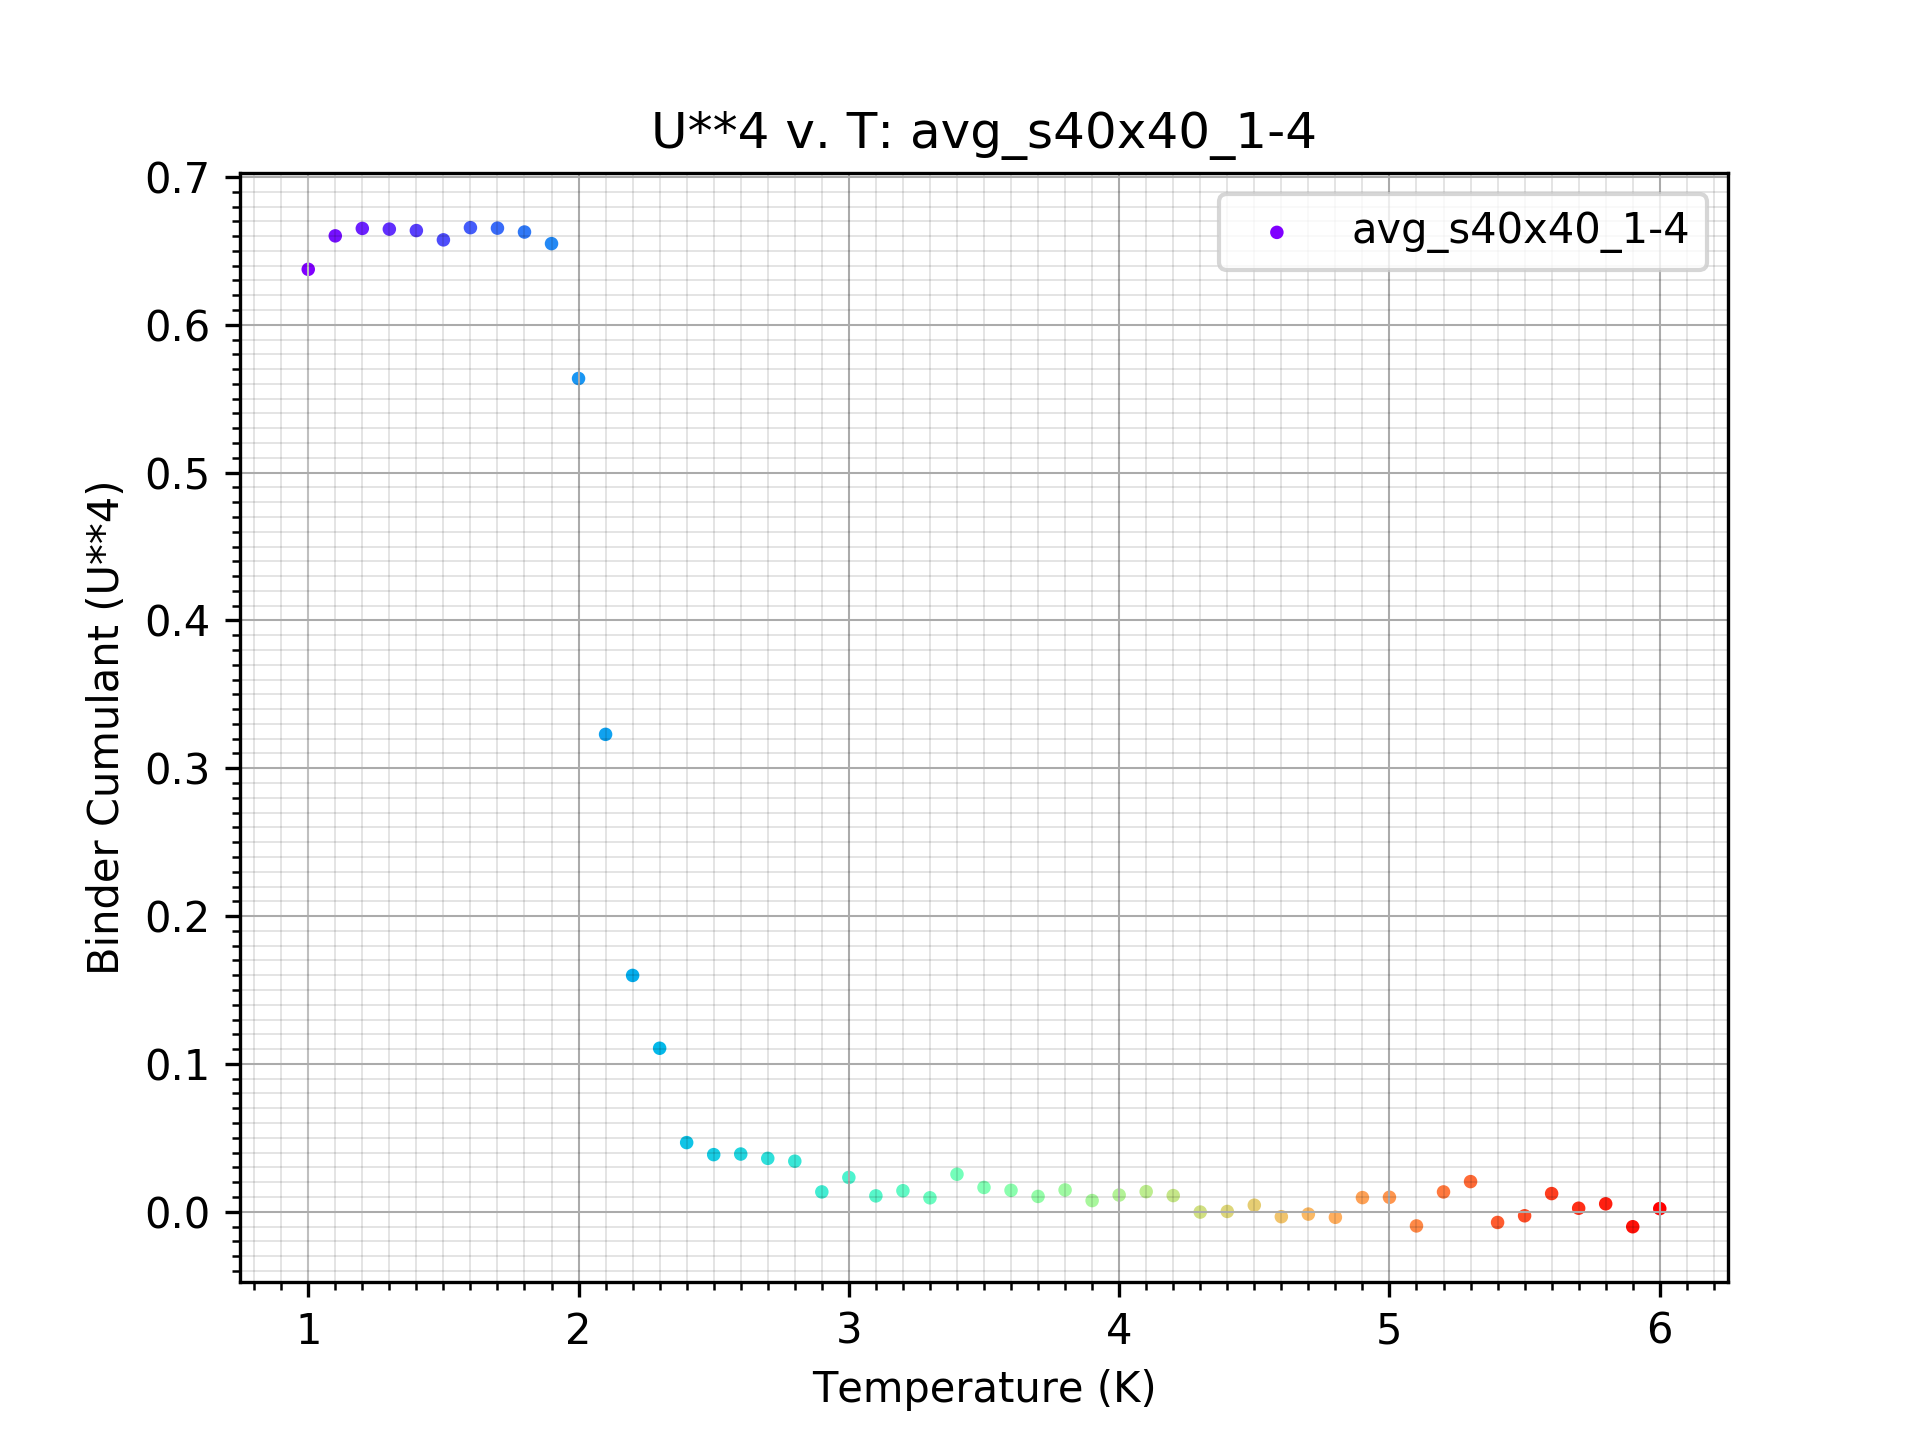 U**4 v. T: avg_s40x40_1-4
avg_s40x40_1-4
Binder Cumulant (U**4)
0.7
0.6
0.5
0.4
0.3
0.2
0.1
0.0
1 2 3 4 5 6
Temperature (K)